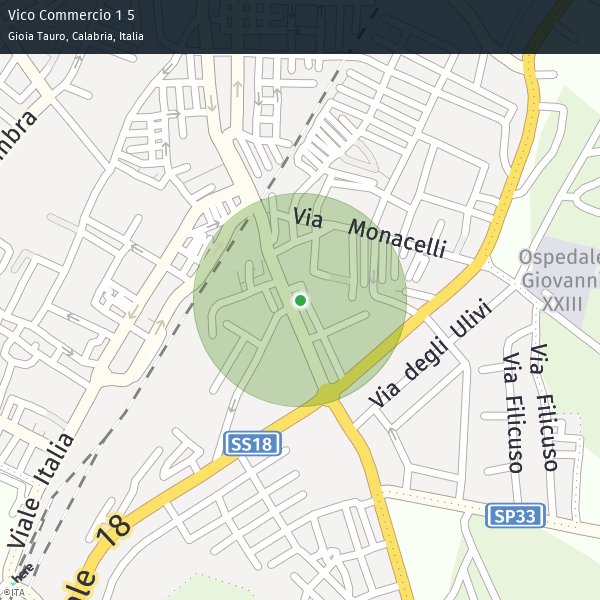 Vico Commercio 1 5
Gioia Tauro, Calabria, Italia
mbra
Via Monacelli
Ospedale
Giovanni
XXIII
Via degli Ulivi
Via Filicuso
Via Filicuso
Viale Italia
SS18
ale 18
SP33
here
©ITA